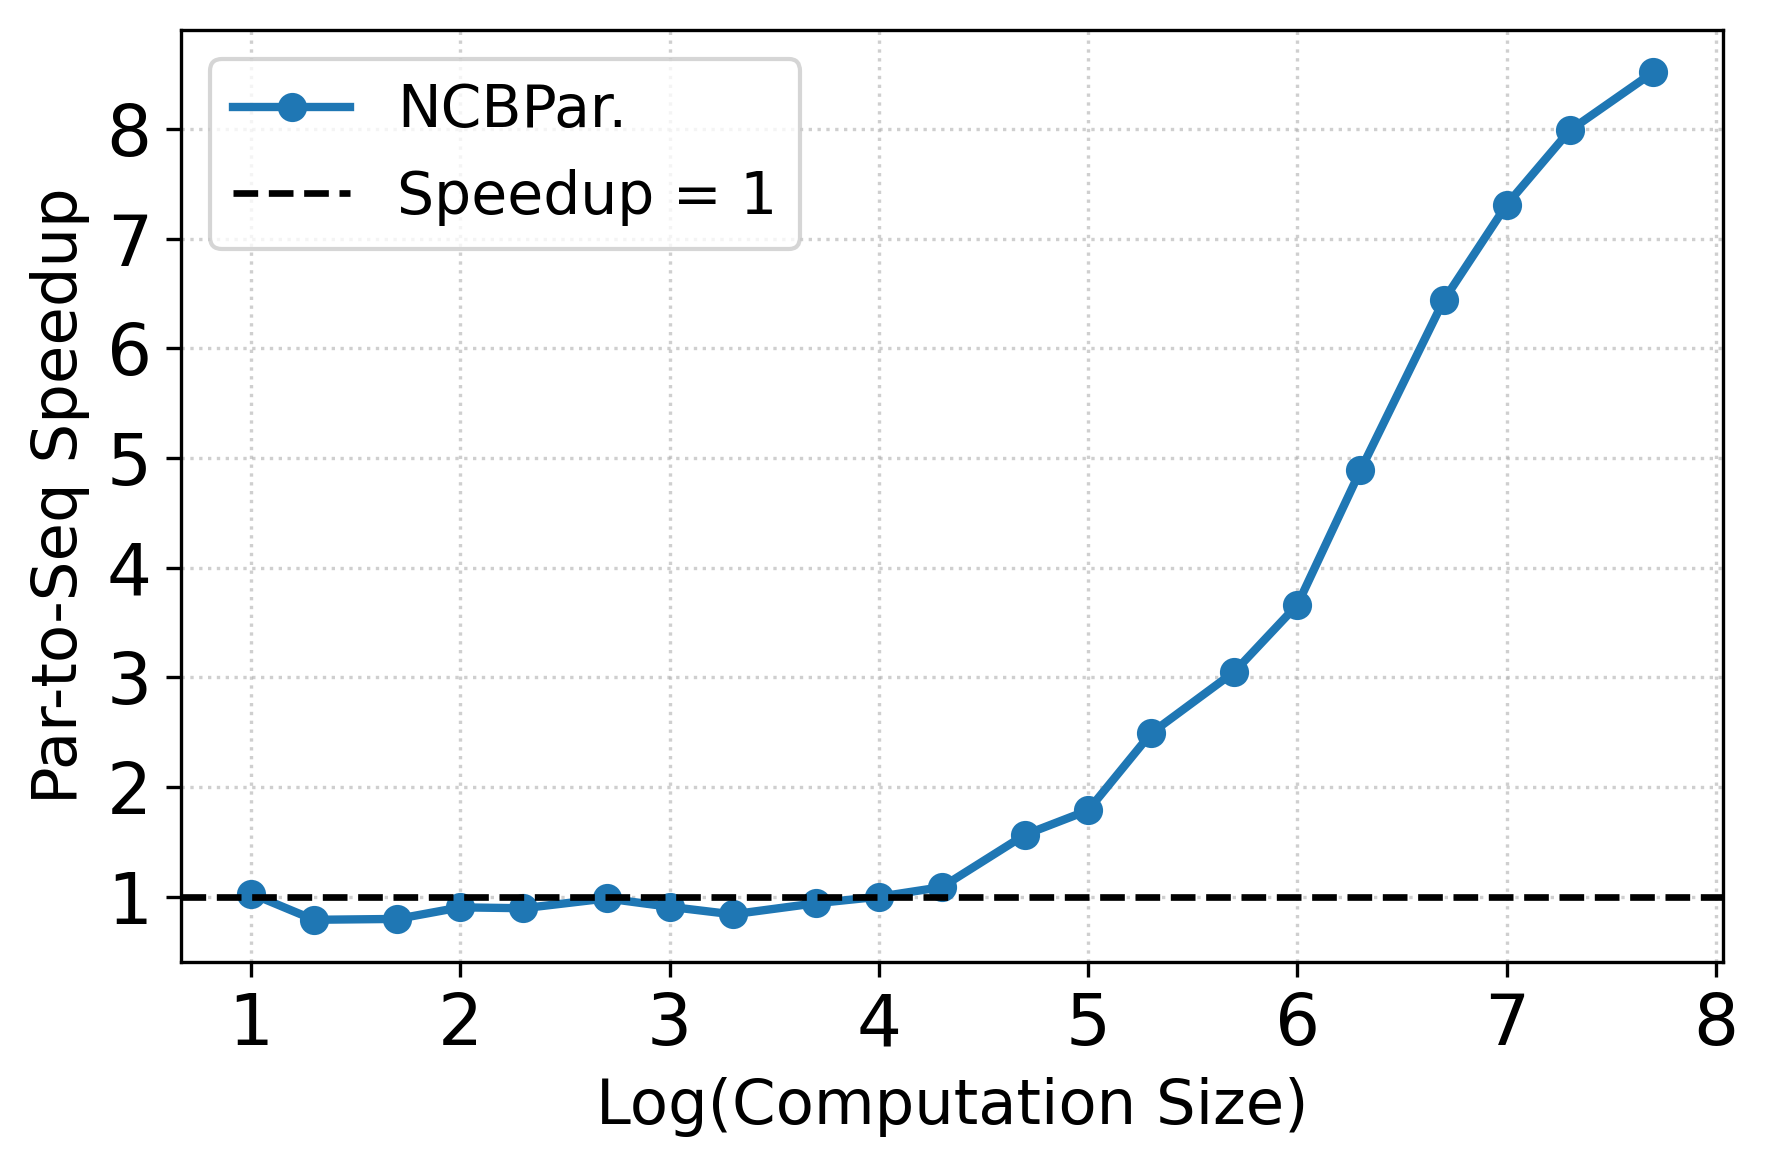 NCBPar.
Speedup = 1
Par-to-Seq Speedup
8
7
6
5
4
3
2
1
1 2 3 4 5 6 7 8
Log(Computation Size)